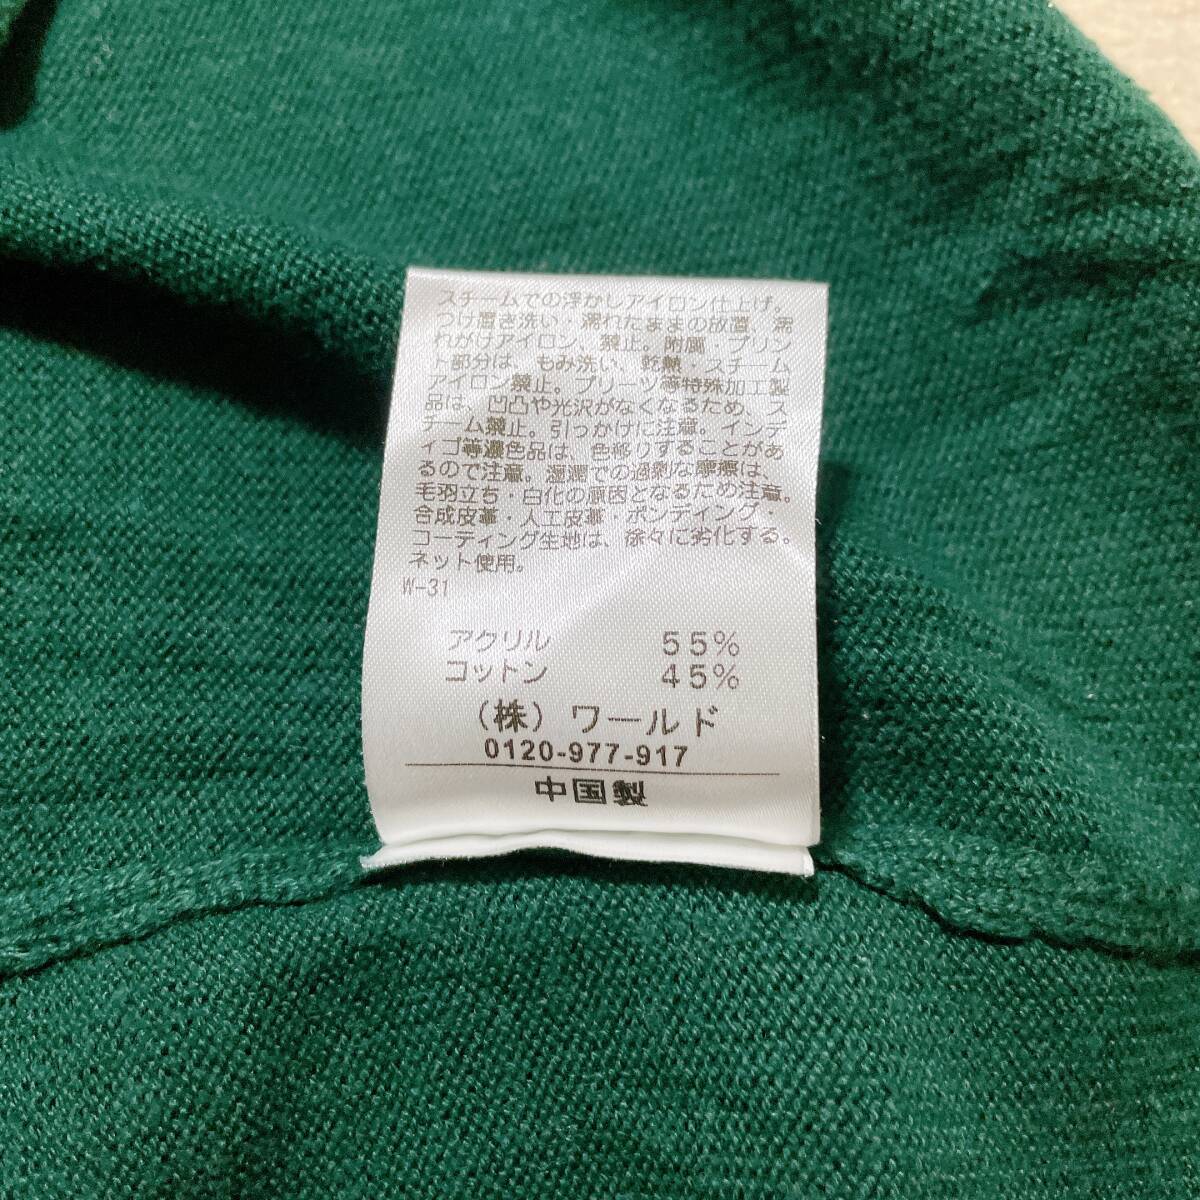 スチームでの浮かしアイロン仕上げ。
つけ置き洗い・濡れたままの放置、濡
れがけアイロン、禁止。附属・プリン
ト部分は、もみ洗い、乾熱・スチーム
アイロン禁止。プリーツ等特殊加工製
品は、凹凸や光沢がなくなるため、ス
チーム禁止。引っかけに注意。インデ
ィゴ等濃色品は、色移りすることがあ
るので注意。湿潤での過剰な摩擦は、
毛羽立ち・白化の原因となるため注意。
合成皮革・人工皮革・ボンディング・
コーティング生地は、徐々に劣化する。
ネット使用。
W-31
アクリル 55%
コットン 45%
(株)ワールド
0120-977-917
中国製